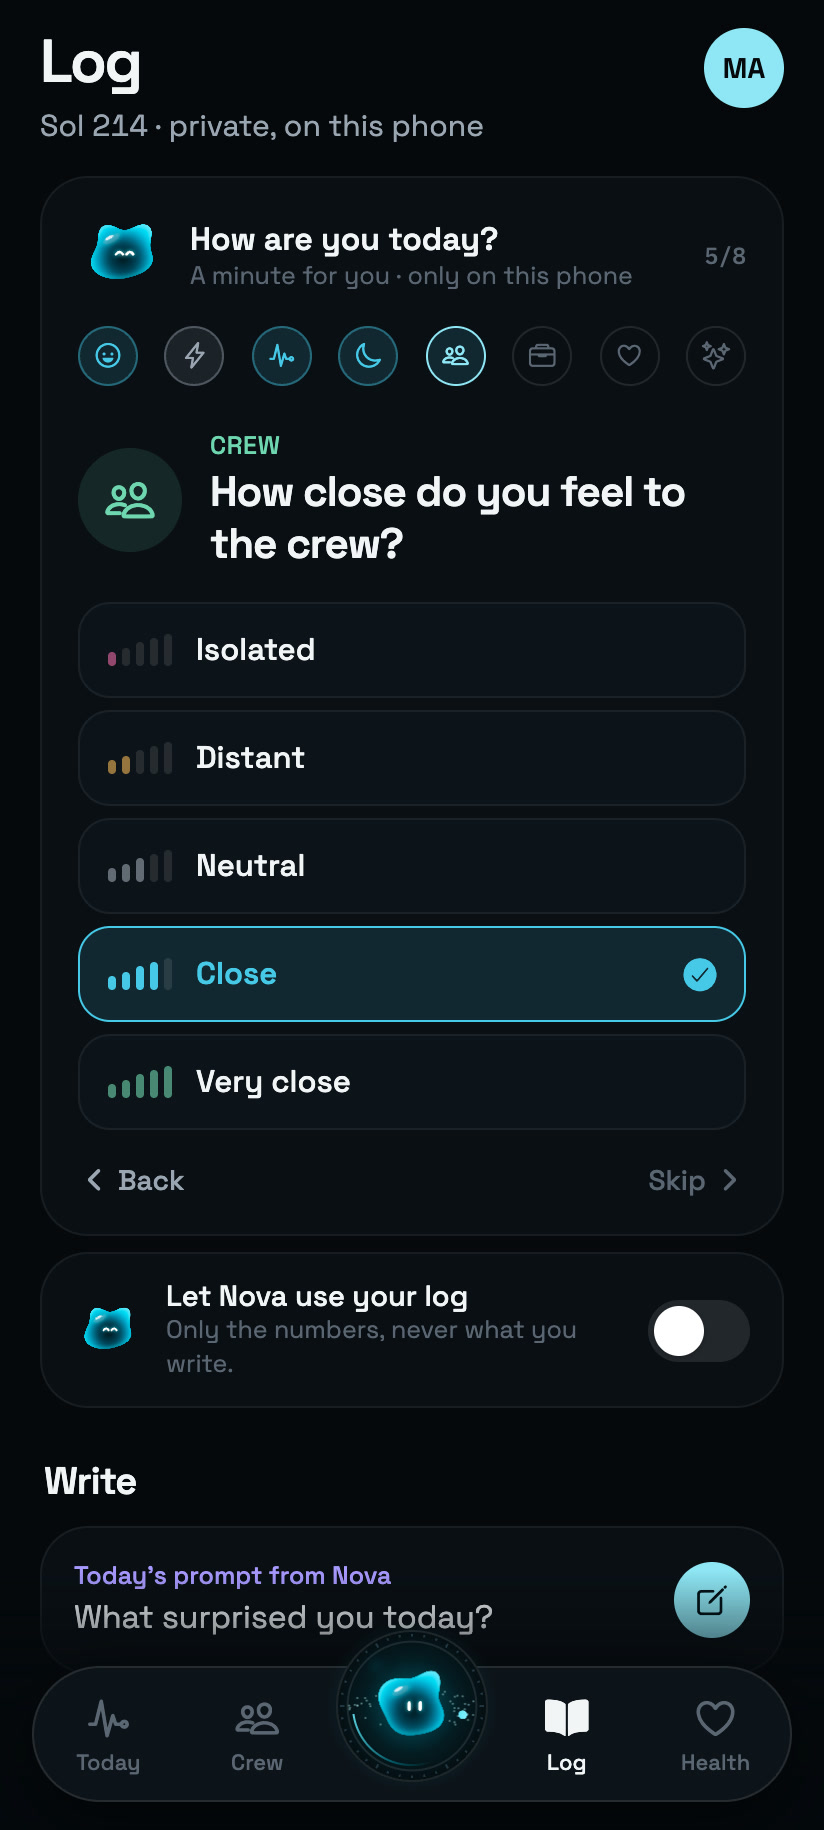 Log
MA
Sol 214 · private, on this phone
How are you today?
A minute for you · only on this phone
5/8
CREW
How close do you feel to
the crew?
Isolated
Distant
Neutral
Close
Very close
Back
Skip
Let Nova use your log
Only the numbers, never what you
write.
Write
Today's prompt from Nova
What surprised you today?
Today
Crew
Log
Health